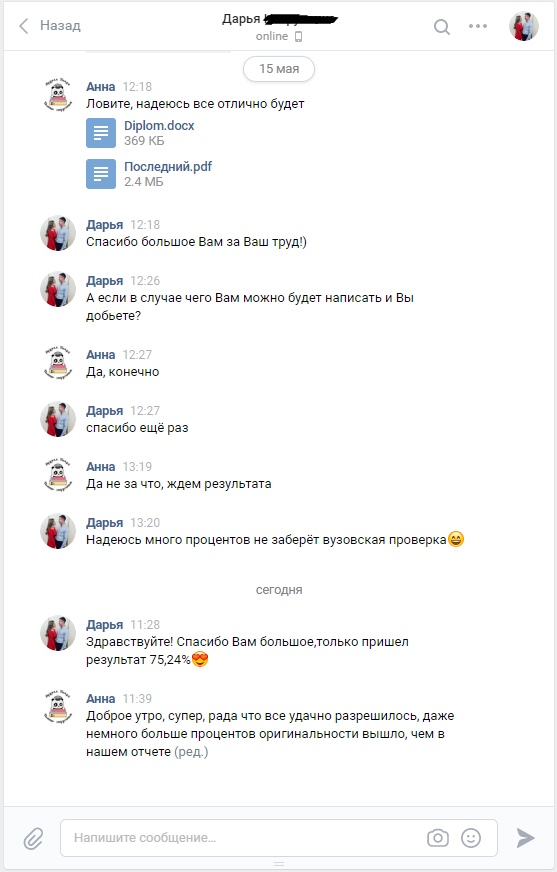 Назад
Дарья
online
15 мая
Анна 12:18
Ловите, надеюсь все отлично будет
Diplom.docx
369 КБ
Последний.pdf
2.4 МБ
Дарья 12:18
Спасибо большое Вам за Ваш труд!)
Дарья 12:26
А если в случае чего Вам можно будет написать и Вы
добьете?
Анна 12:27
Да, конечно
Дарья 12:27
спасибо ещё раз
Анна 13:19
Да не за что, ждем результата
Дарья 13:20
Надеюсь много процентов не заберёт вузовская проверка😄
сегодня
Дарья 11:28
Здравствуйте! Спасибо Вам большое,только пришел
результат 75,24%😍
Анна 11:39
Доброе утро, супер, рада что все удачно разрешилось, даже
немного больше процентов оригинальности вышло, чем в
нашем отчете (ред.)
Напишите сообщение...